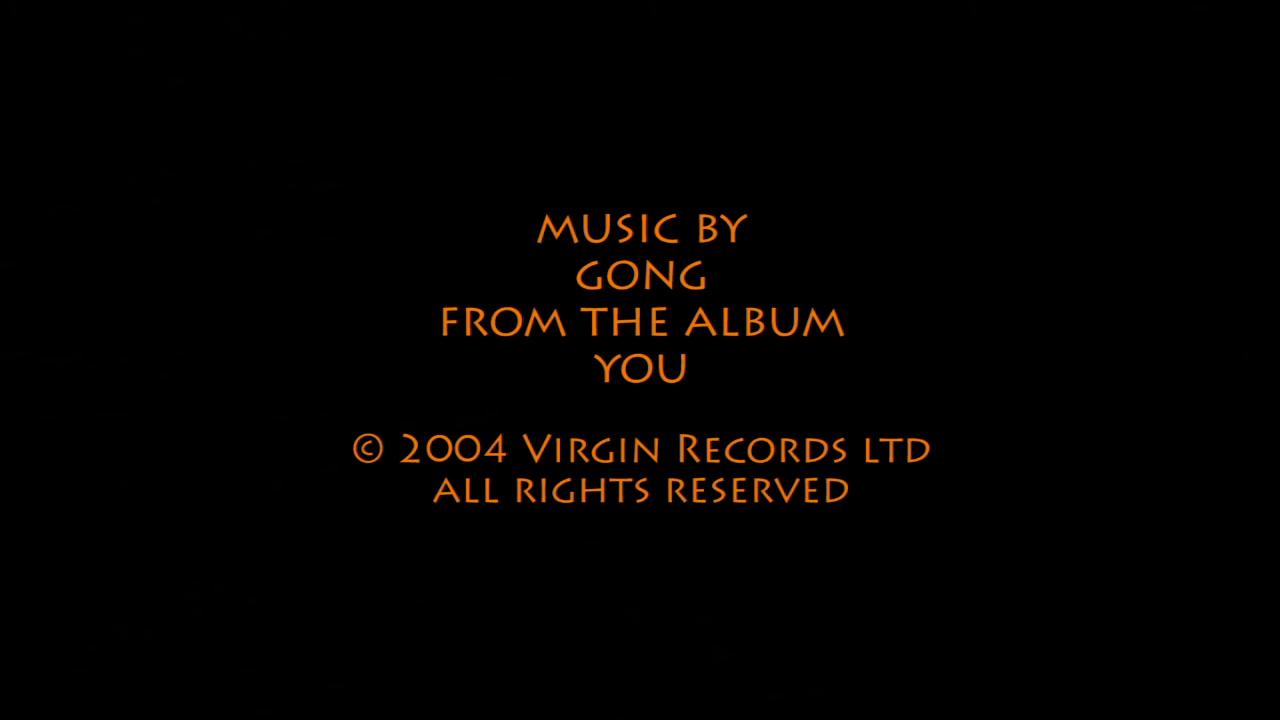 MUSIC BY
GONG
FROM THE ALBUM
YOU
© 2004 VIRGIN RECORDS LTD
ALL RIGHTS RESERVED